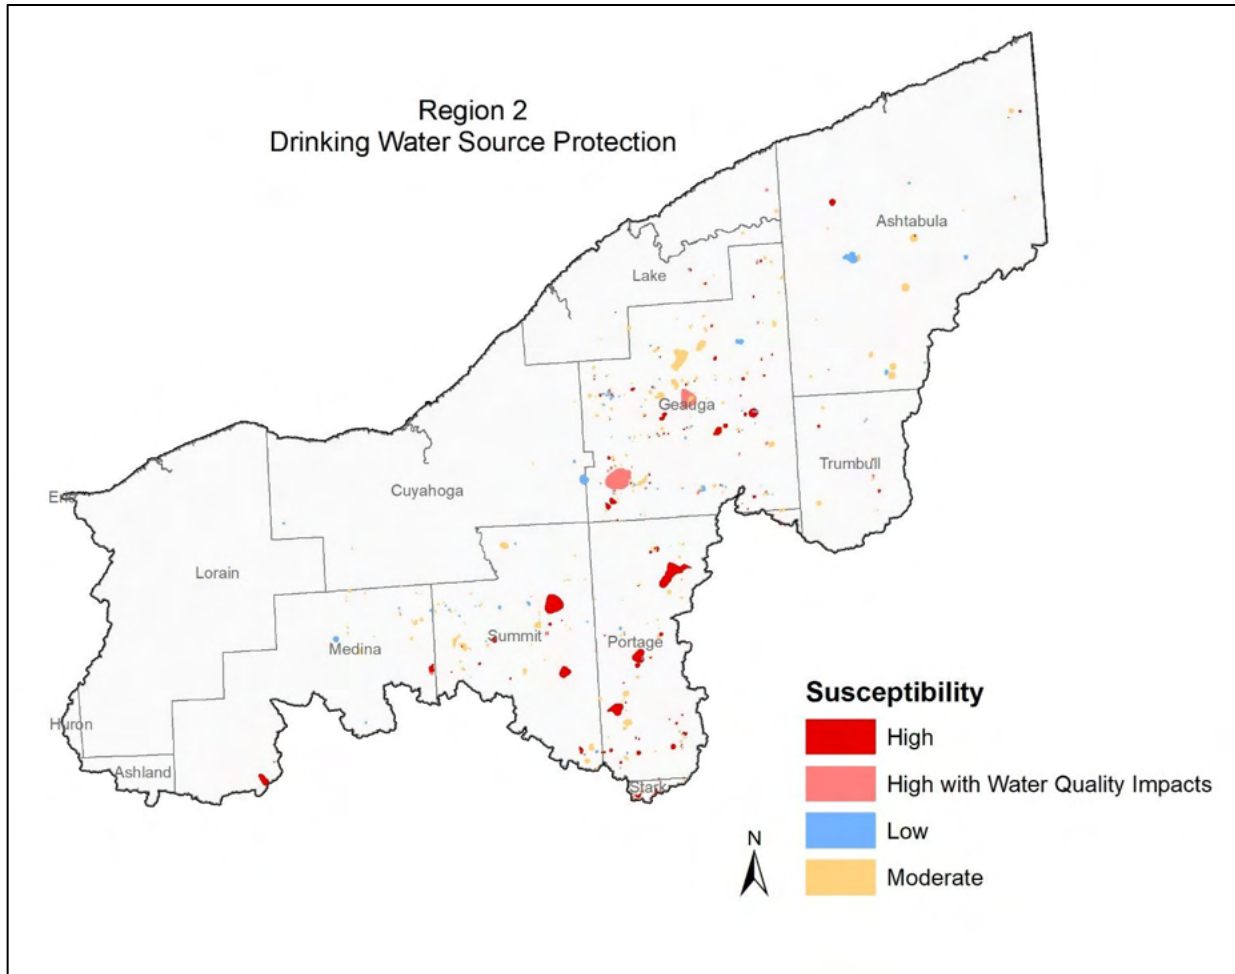 Region 2
Drinking Water Source Protection
Ashtabula
Lake
Geauga
Trumbull
Cuyahoga
Lorain
Medina
Summit
Portage
Huron
Ashland
Stark
Susceptibility
High
High with Water Quality Impacts
Low
Moderate
N